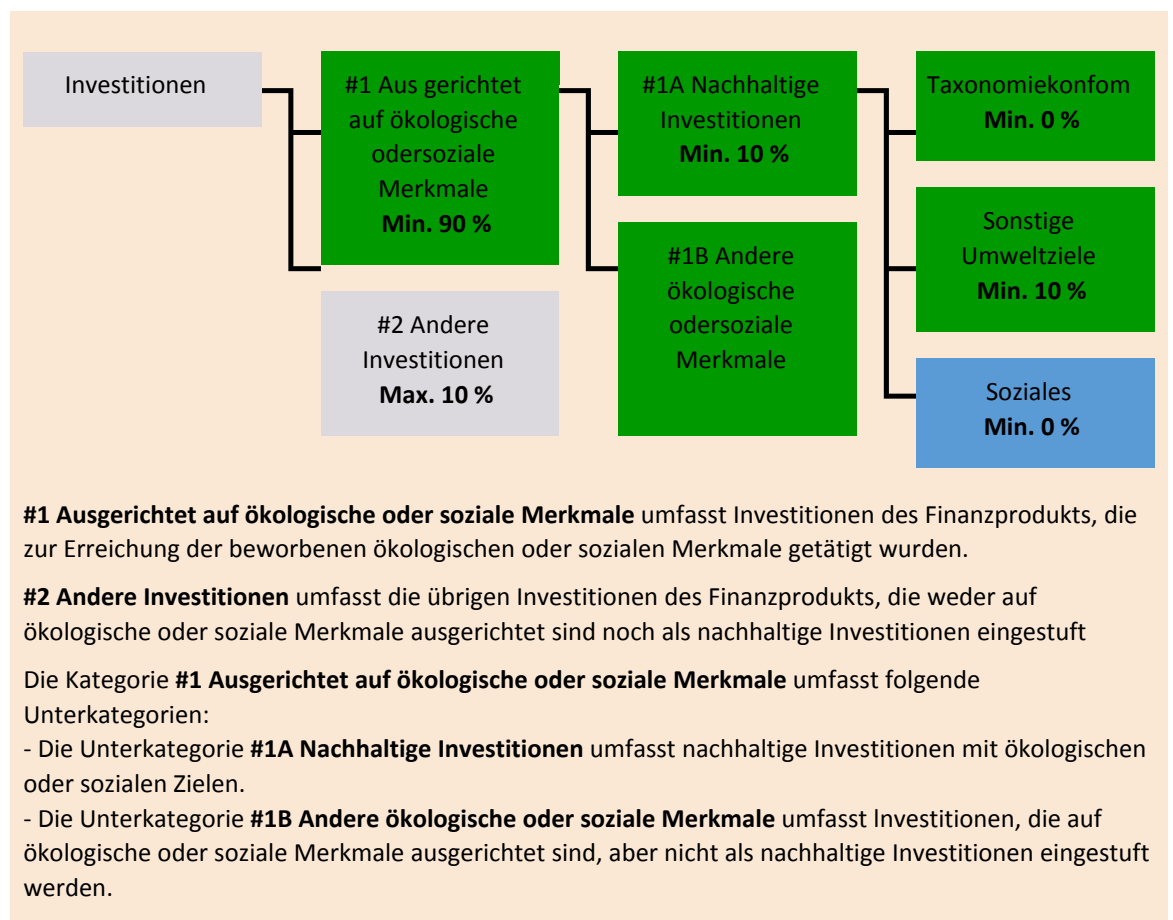 Investitionen
#1 Aus gerichtet
auf ökologische
odersoziale
Merkmale
Min. 90 %
#2 Andere
Investitionen
Max. 10 %
#1A Nachhaltige
Investitionen
Min. 10 %
#1B Andere
ökologische
odersoziale
Merkmale
Taxonomiekonfom
Min. 0 %
Sonstige
Umweltziele
Min. 10 %
Soziales
Min. 0 %
#1 Ausgerichtet auf ökologische oder soziale Merkmale umfasst Investitionen des Finanzprodukts, die
zur Erreichung der beworbenen ökologischen oder sozialen Merkmale getätigt wurden.
#2 Andere Investitionen umfasst die übrigen Investitionen des Finanzprodukts, die weder auf
ökologische oder soziale Merkmale ausgerichtet sind noch als nachhaltige Investitionen eingestuft
Die Kategorie #1 Ausgerichtet auf ökologische oder soziale Merkmale umfasst folgende
Unterkategorien:
- Die Unterkategorie #1A Nachhaltige Investitionen umfasst nachhaltige Investitionen mit ökologischen
oder sozialen Zielen.
- Die Unterkategorie #1B Andere ökologische oder soziale Merkmale umfasst lnvestitionen, die auf
ökologische oder soziale Merkmale ausgerichtet sind, aber nicht als nachhaltige Investitionen eingestuft
werden.